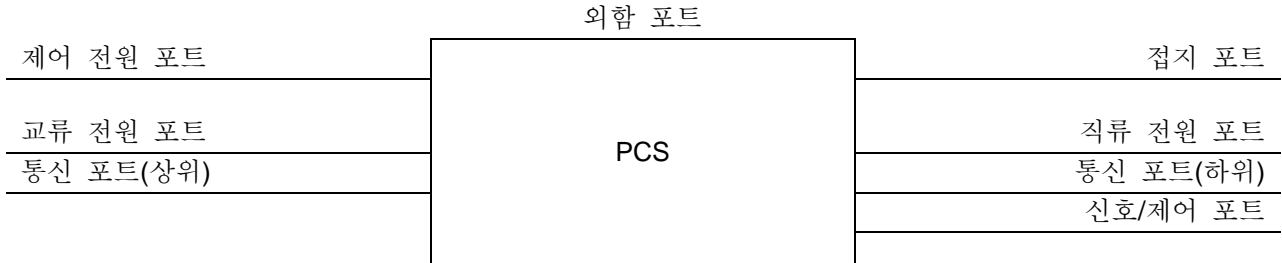 외함 포트
제어 전원 포트
접지 포트
교류 전원 포트
직류 전원 포트
PCS
통신 포트(상위)
통신 포트(하위)
신호/제어 포트